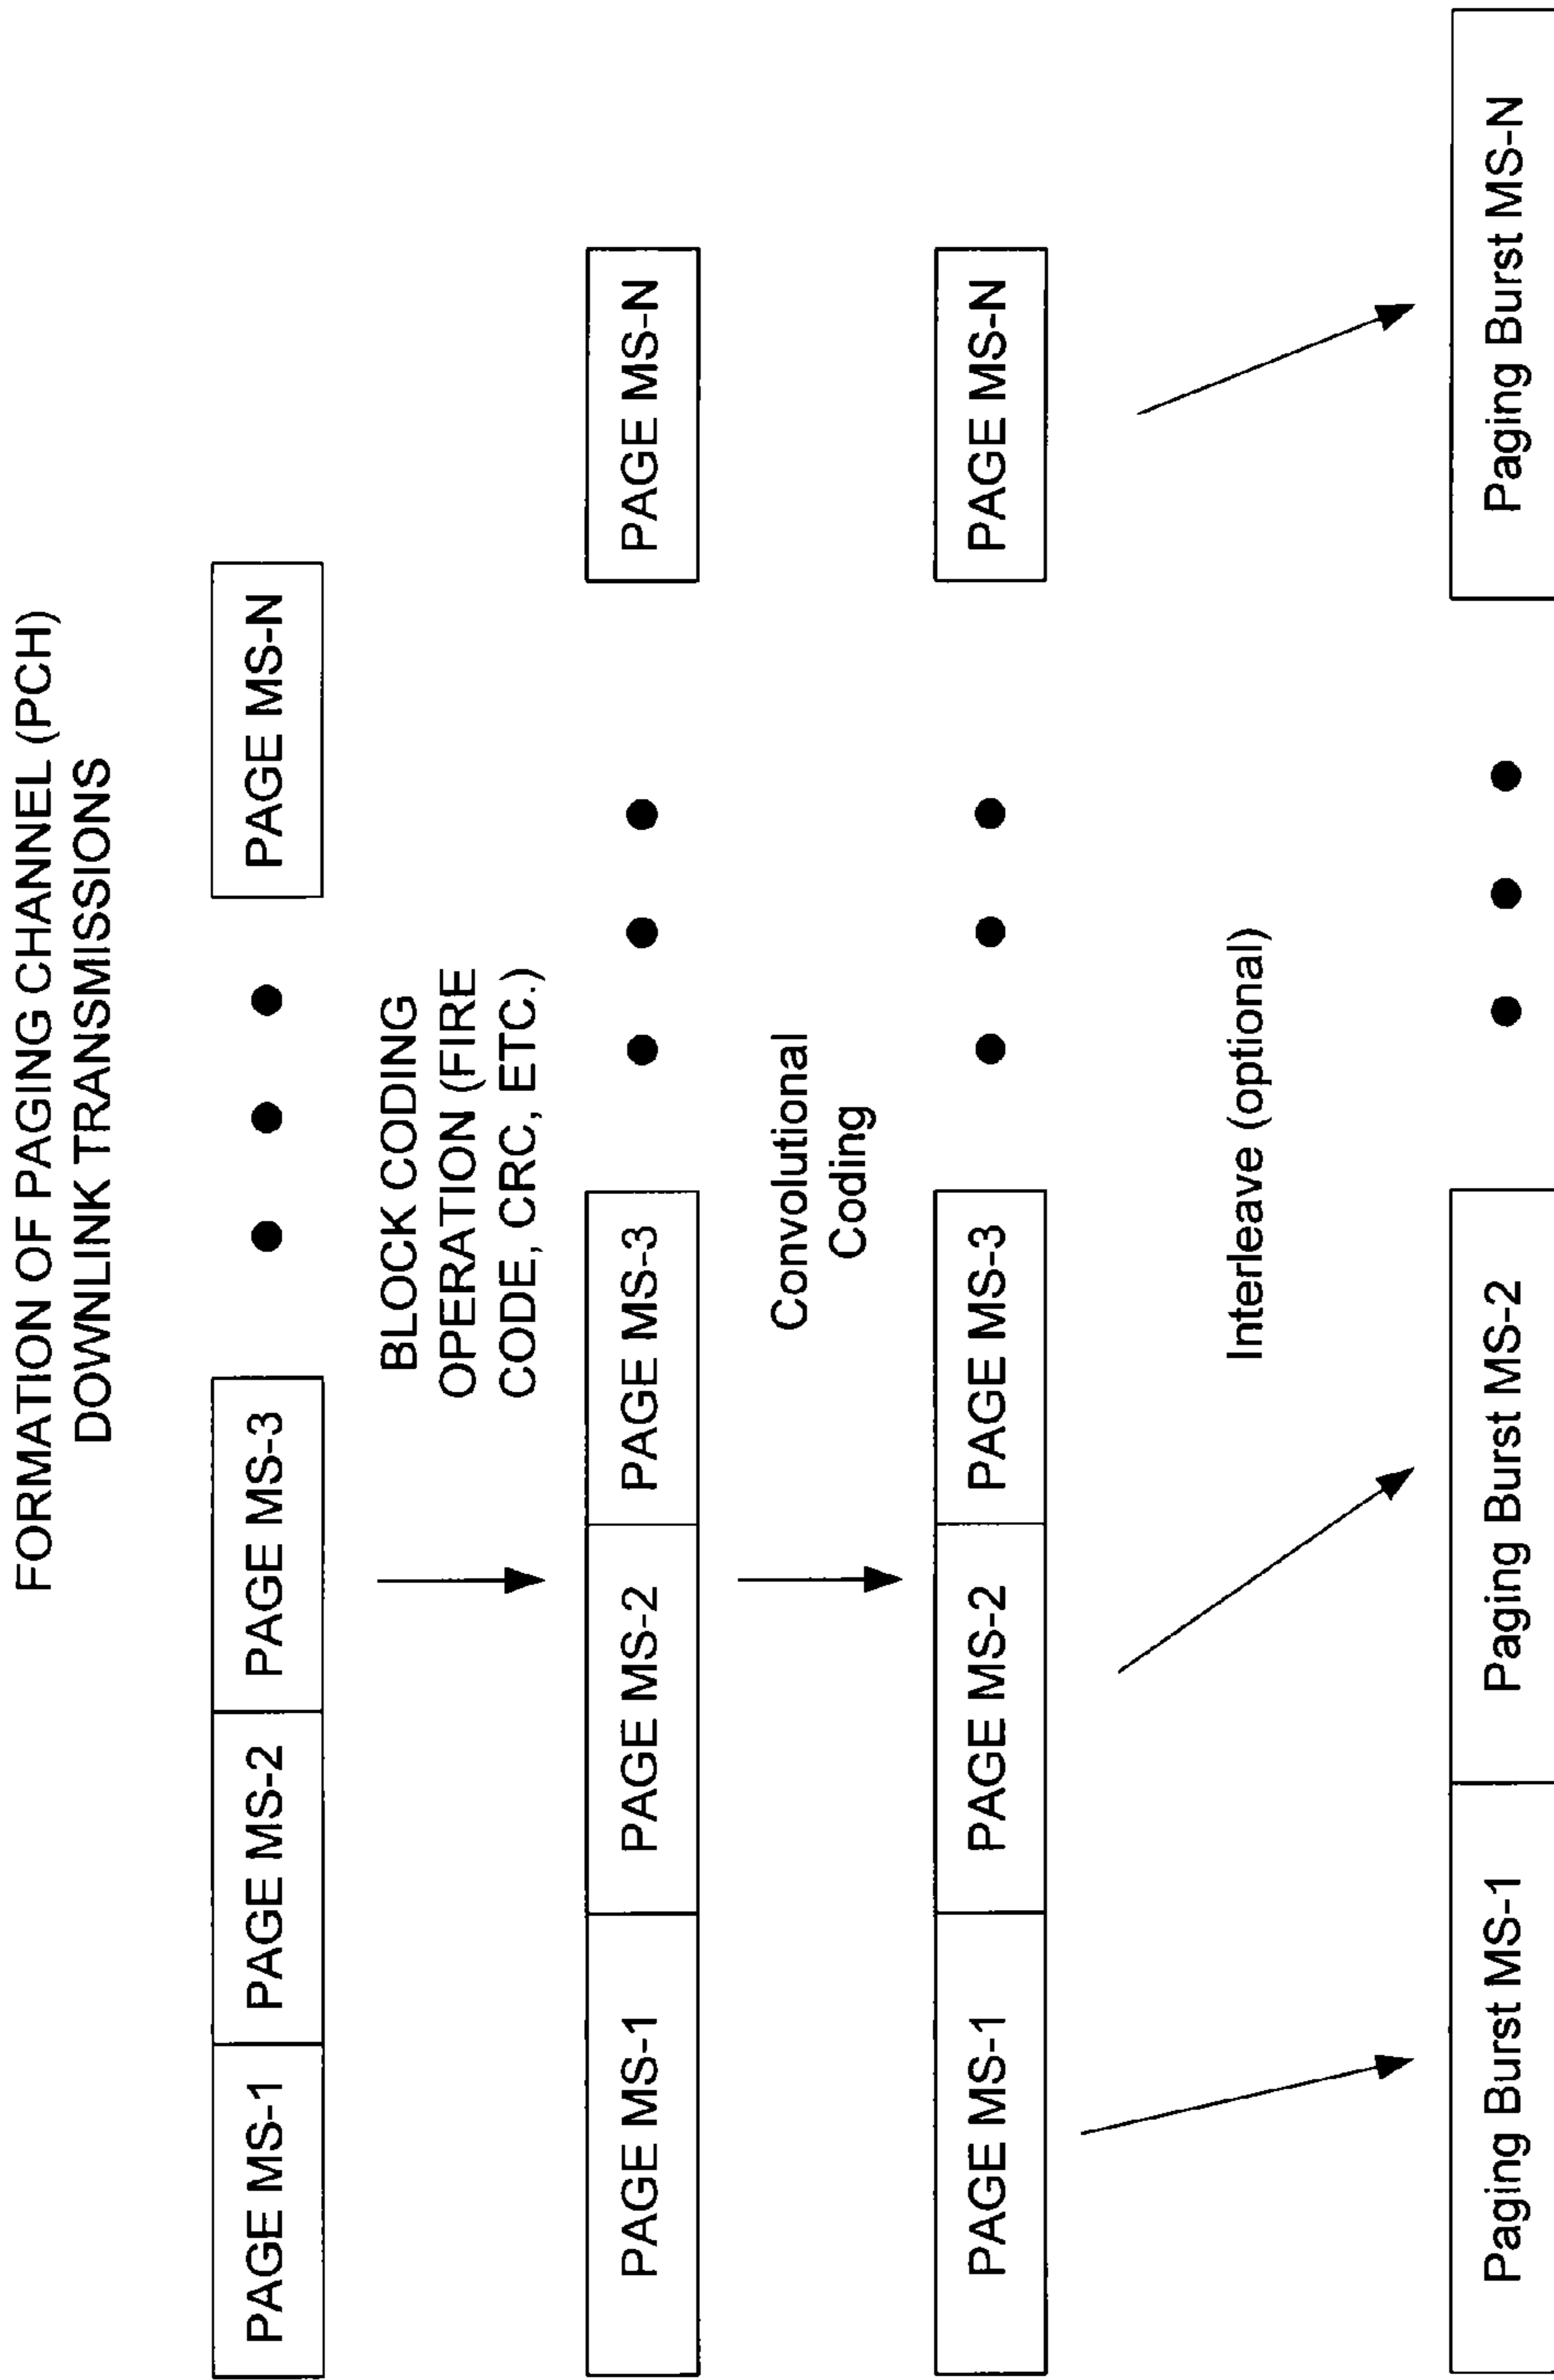 FORMATION OF PAGING CHANNEL (PCH)
DOWNLINK TRANSMISSIONS
PAGE MS-1 PAGE MS-2 PAGE MS-3 PAGE MS-N
BLOCK CODING
OPERATION (FIRE
CODE, CRC, ETC.)
PAGE MS-1 PAGE MS-2 PAGE MS-3 PAGE MS-N
Convolutional
Coding
PAGE MS-1 PAGE MS-2 PAGE MS-3 PAGE MS-N
Interleave (optional)
Paging Burst MS-1 Paging Burst MS-2 Paging Burst MS-N